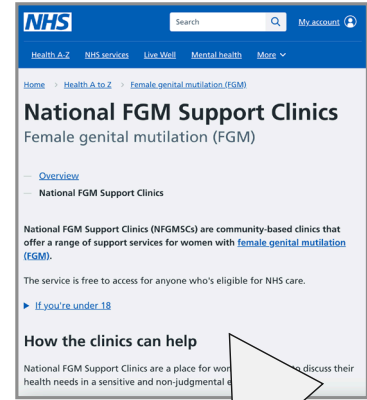 NHS
Search
My account
Health A-Z NHS services Live Well Mental health More
Home > Health A to Z > Female genital mutilation (FGM)
National FGM Support Clinics
Female genital mutilation (FGM)
— Overview
— National FGM Support Clinics
National FGM Support Clinics (NFGMSCs) are community-based clinics that
offer a range of support services for women with female genital mutilation
(FGM).
The service is free to access for anyone who's eligible for NHS care.
If you're under 18
How the clinics can help
National FGM Support Clinics are a place for discuss their
health needs in a sensitive and non-judgmental